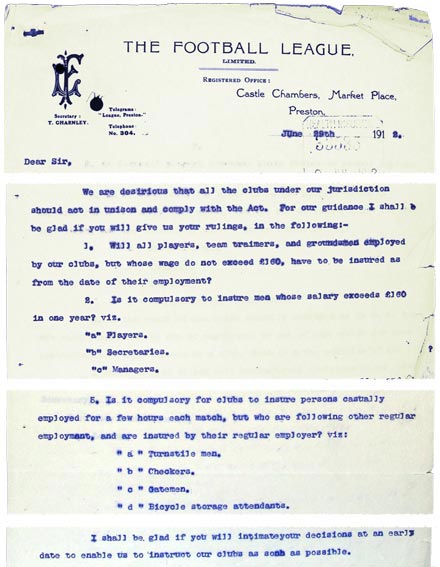 THE FOOTBALL LEAGUE,
LIMITED.
REGISTERED OFFICE:
Castle Chambers, Market Place,
Preston,
Secretary:
T. CHARNLEY.
Telegrams:
"League, Preston."
Telephone
No. 304.
June 19th 1912.
Dear Sir,
We are desirious that all the clubs under our jurisdiction
should act in unison and comply with the Act. For our guidance I shall
be glad if you will give us your rulings, in the following:-
1. Will all players, team trainers, and groundsmen employed
by our clubs, but whose wage do not exceed £160, have to be insured as
from the date of their employment?
2. Is it compulsory to insure men whose salary exceeds £160
in one year? viz.
"a" Players.
"b" Secretaries.
"c" Managers.
Is it compulsory for clubs to insure persons casually
employed for a few hours each match, but who are following other regular
employment, and are insured by their regular employer? viz:
" a " Turnstile men.
" b " Checkers.
" c " Gatemen.
" d " Bicycle storage attendants.
I shall be glad if you will intimateyour decisions at an early
date to enable us to instruct our clubs as soon as possible.